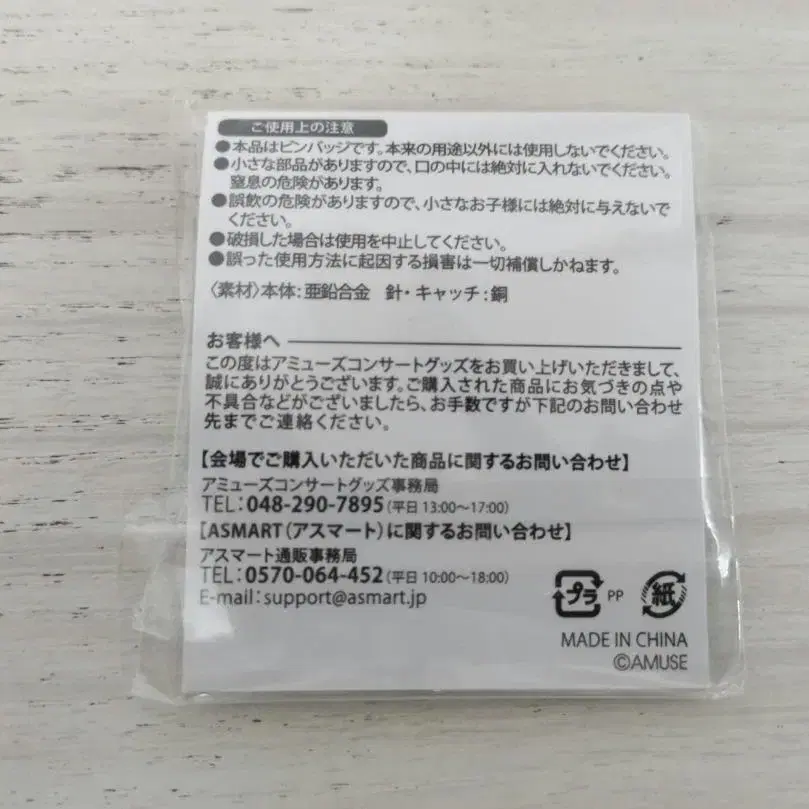 ご使用上の注意
●本品はピンバッジです。本来の用途以外には使用しないでください。
●小さな部品がありますので、口の中には絶対に入れないでください。
窒息の危険があります。
●誤飲の危険がありますので、小さなお子様には絶対に与えないで
ください。
●破損した場合は使用を中止してください。
●誤った使用方法に起因する損害は一切補償しかねます。
〈素材〉本体：亜鉛合金　針・キャッチ：銅
お客様へ
この度はアミューズコンサートグッズをお買い上げいただきまして、
誠にありがとうございます。ご購入された商品にお気づきの点や
不具合などがございましたら、お手数ですが下記のお問い合わせ
先までご連絡ください。
【会場でご購入いただいた商品に関するお問い合わせ】
アミューズコンサートグッズ事務局
TEL：048-290-7895（平日 13:00〜17:00）
【ASMART（アスマート）に関するお問い合わせ】
アスマート通販事務局
TEL：0570-064-452（平日 10:00〜18:00）
E-mail：support@asmart.jp
プラ PP 紙
MADE IN CHINA
©AMUSE